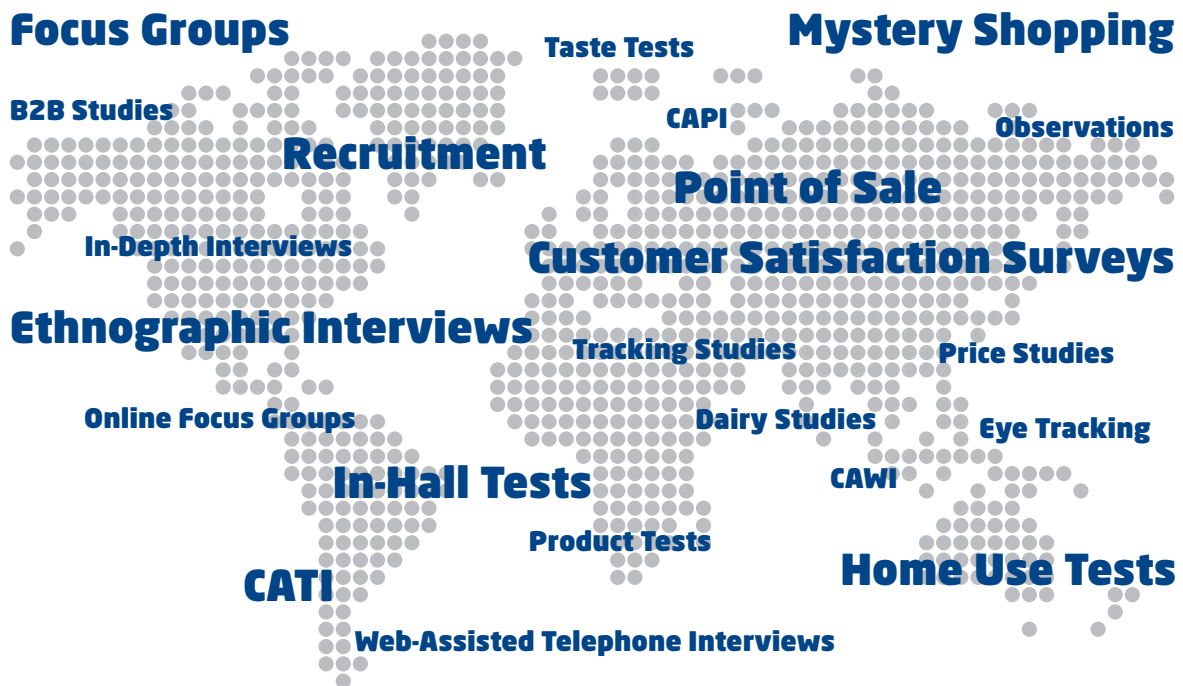 Focus Groups
Mystery Shopping
Taste Tests
B2B Studies
CAPI
Observations
Recruitment
Point of Sale
In-Depth Interviews
Customer Satisfaction Surveys
Ethnographic Interviews
Tracking Studies
Price Studies
Online Focus Groups
Dairy Studies
Eye Tracking
In-Hall Tests
CAWI
Product Tests
Home Use Tests
CATI
Web-Assisted Telephone Interviews